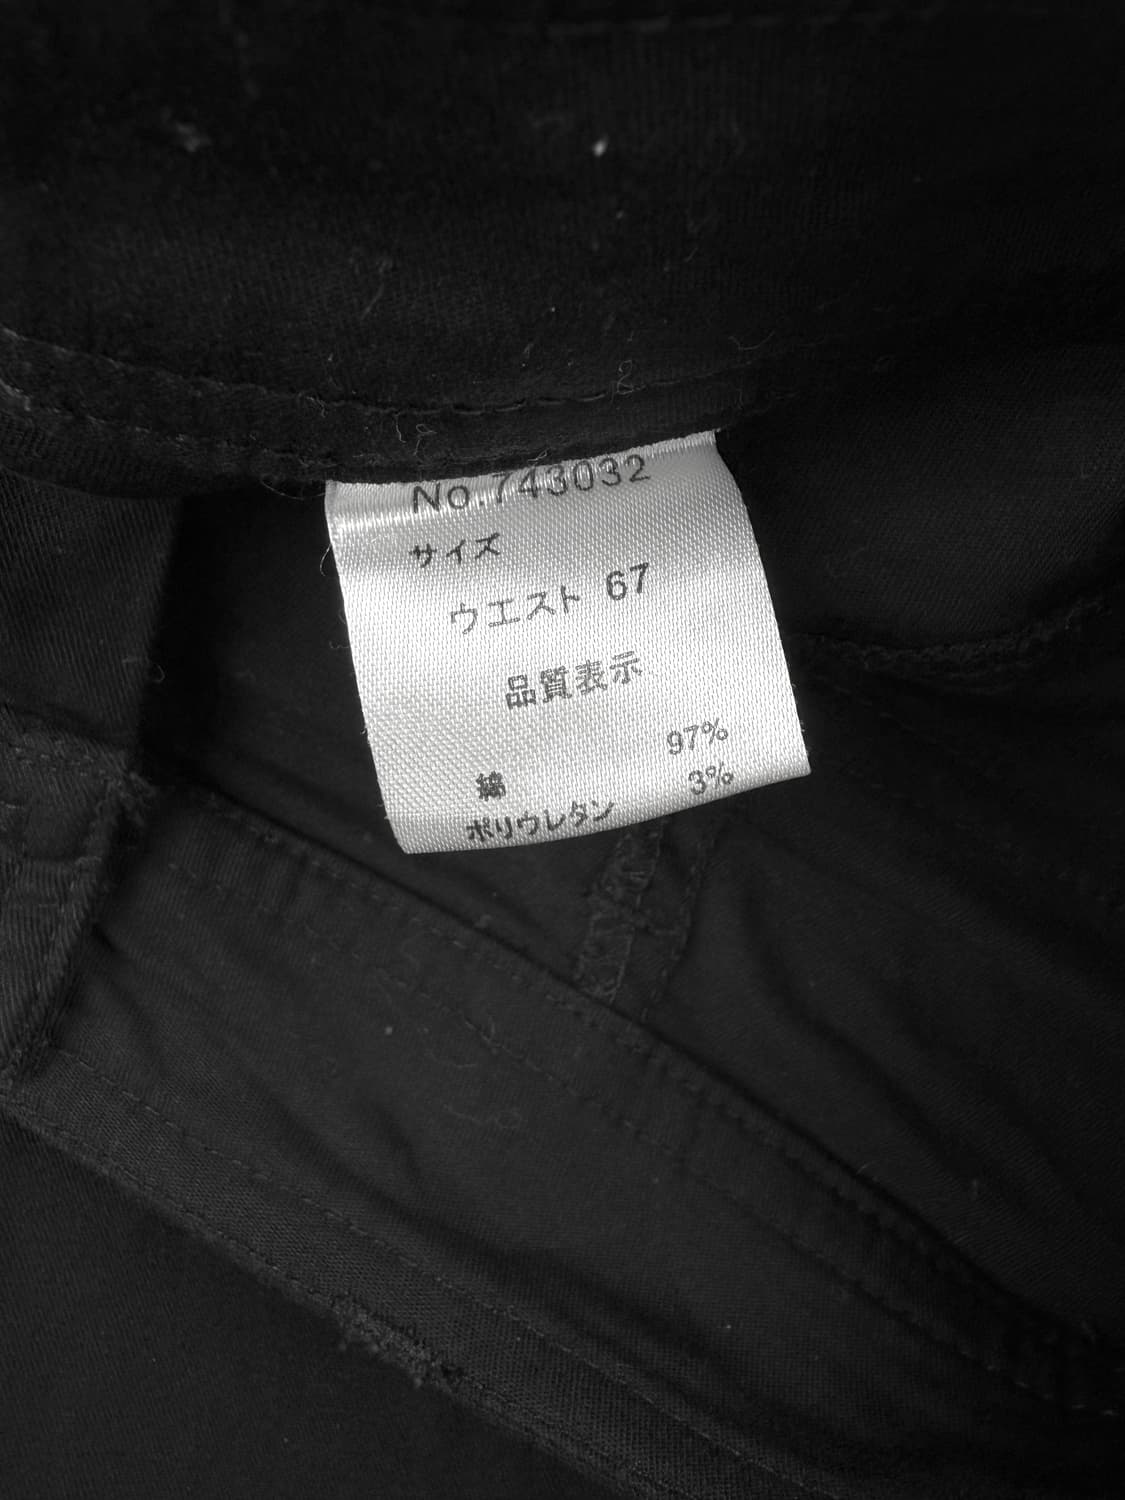 No.743032
サイズ
ウエスト 67
品質表示
綿 97%
ポリウレタン 3%